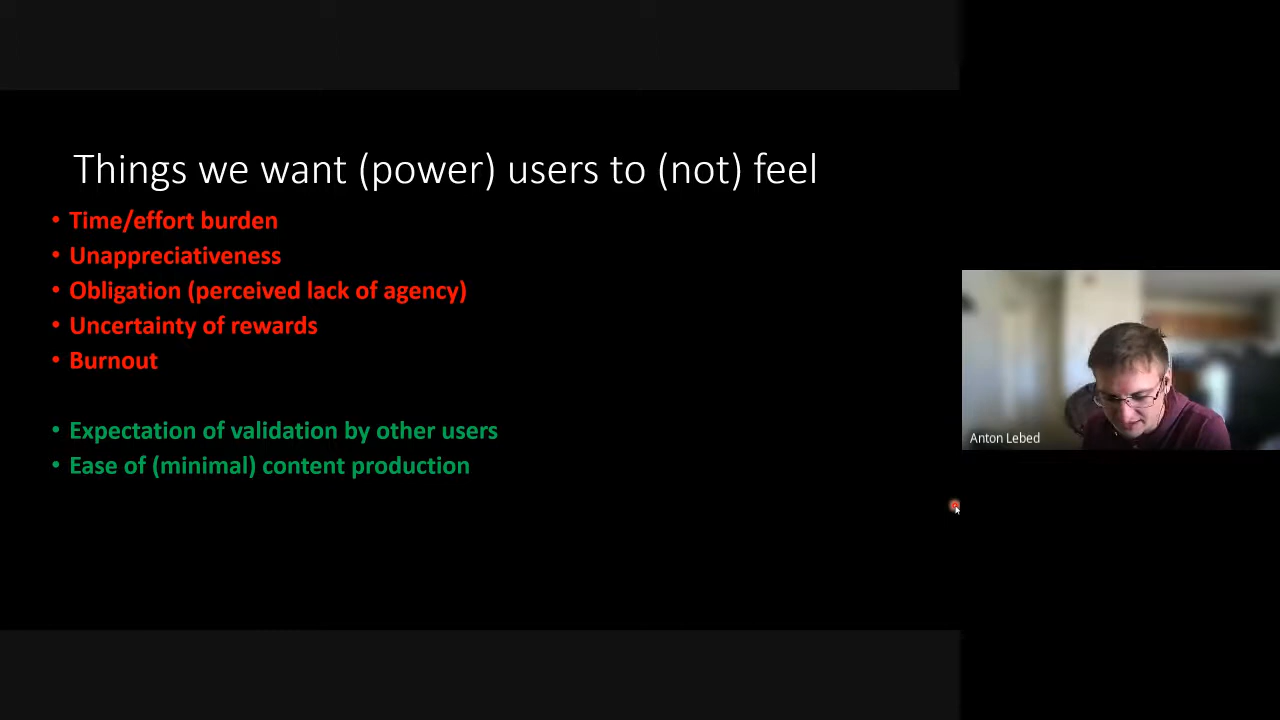 Things we want (power) users to (not) feel
• Time/effort burden
• Unappreciativeness
• Obligation (perceived lack of agency)
• Uncertainty of rewards
• Burnout
• Expectation of validation by other users
• Ease of (minimal) content production
Anton Lebed